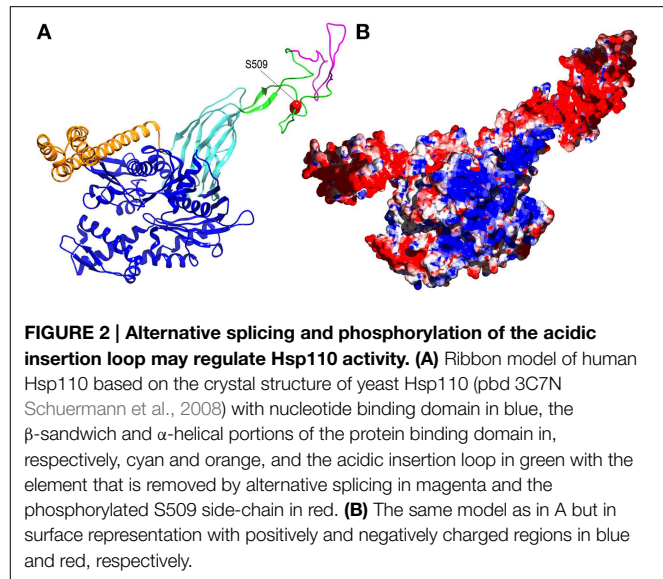 A
B
S509
FIGURE 2 | Alternative splicing and phosphorylation of the acidic
insertion loop may regulate Hsp110 activity. (A) Ribbon model of human
Hsp110 based on the crystal structure of yeast Hsp110 (pbd 3C7N
Schuermann et al., 2008) with nucleotide binding domain in blue, the
β-sandwich and α-helical portions of the protein binding domain in,
respectively, cyan and orange, and the acidic insertion loop in green with the
element that is removed by alternative splicing in magenta and the
phosphorylated S509 side-chain in red. (B) The same model as in A but in
surface representation with positively and negatively charged regions in blue
and red, respectively.